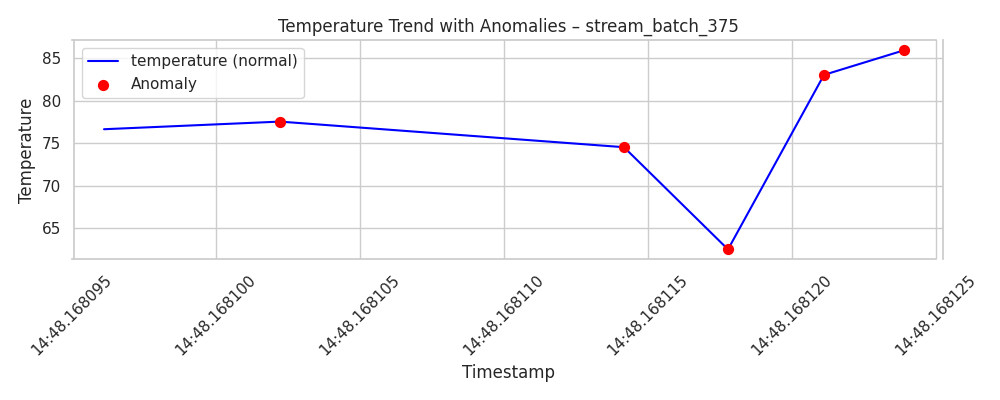 Temperature Trend with Anomalies – stream_batch_375
temperature (normal)
Anomaly
Temperature
85
80
75
70
65
14:48.168095
14:48.168100
14:48.168105
14:48.168110
14:48.168115
14:48.168120
14:48.168125
Timestamp